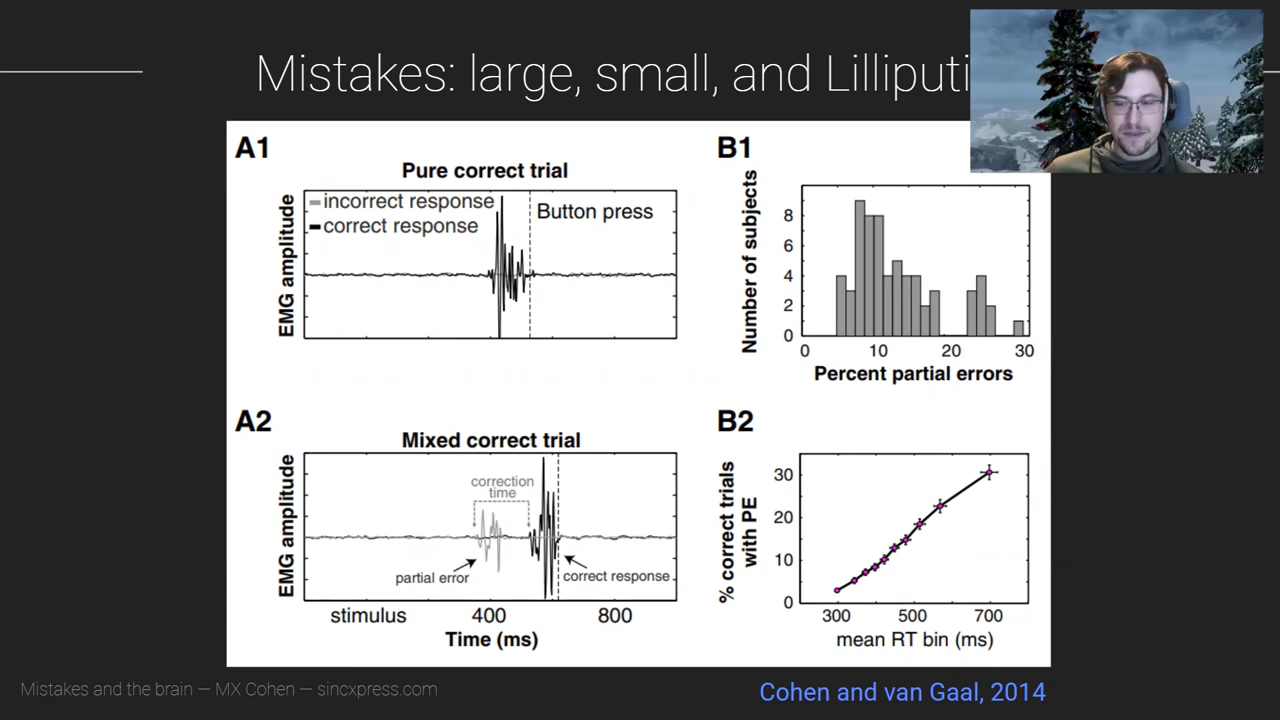 Mistakes: large, small, and Lilliputi
A1
Pure correct trial
incorrect response
correct response
Button press
EMG amplitude
B1
Number of subjects
8
6
4
2
0
0 10 20 30
Percent partial errors
A2
Mixed correct trial
correction
time
partial error
correct response
EMG amplitude
stimulus 400 800
Time (ms)
B2
% correct trials
with PE
30
20
10
0
300 500 700
mean RT bin (ms)
Mistakes and the brain — MX Cohen — sincxpress.com
Cohen and van Gaal, 2014